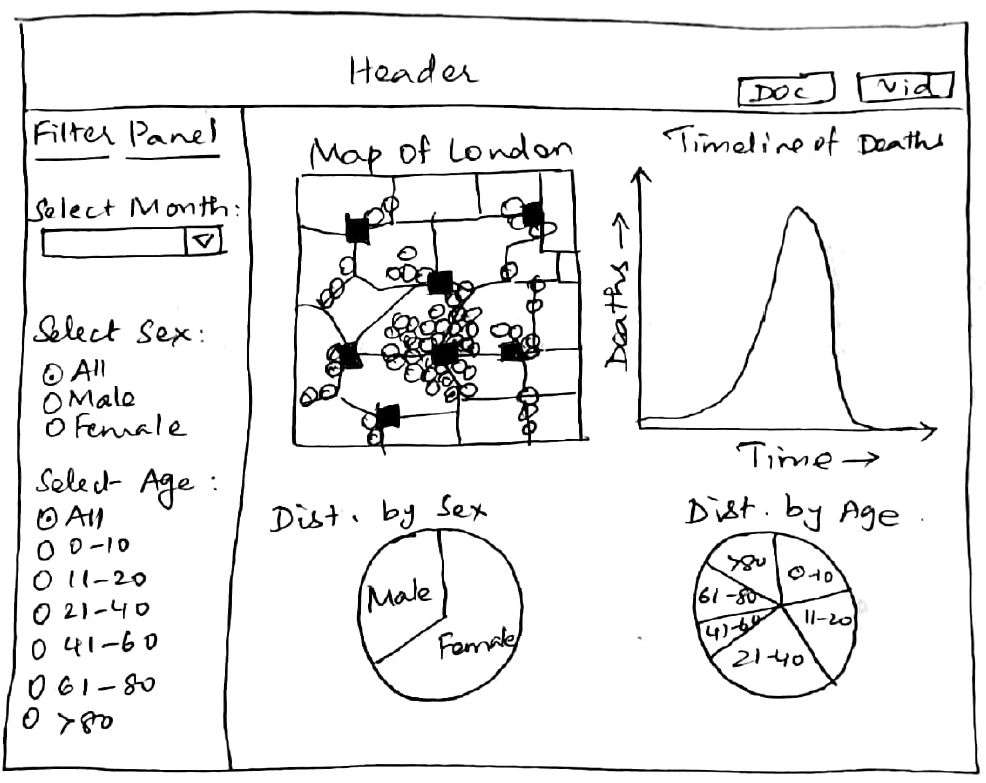 Header
DOC
Vid
Filter Panel
Select Month:
Select Sex:
All
Male
Female
Select Age:
All
0-10
11-20
21-40
41-60
61-80
>80
Map Of London
Timeline of Deaths
Deaths →
Time →
Dist. by Sex
Male
Female
Dist. by Age.
>80
0-10
61-80
11-20
41-60
21-40